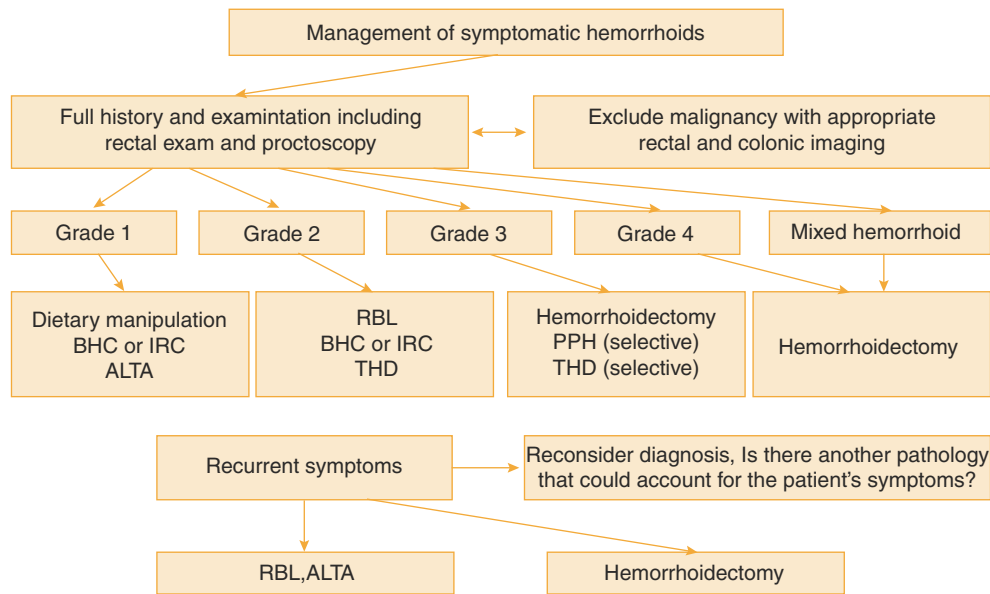 Management of symptomatic hemorrhoids
Full history and examintation including
rectal exam and proctoscopy
Exclude malignancy with appropriate
rectal and colonic imaging
Grade 1
Grade 2
Grade 3
Grade 4
Mixed hemorrhoid
Dietary manipulation
BHC or IRC
ALTA
RBL
BHC or IRC
THD
Hemorrhoidectomy
PPH (selective)
THD (selective)
Hemorrhoidectomy
Recurrent symptoms
Reconsider diagnosis, Is there another pathology
that could account for the patient’s symptoms?
RBL,ALTA
Hemorrhoidectomy